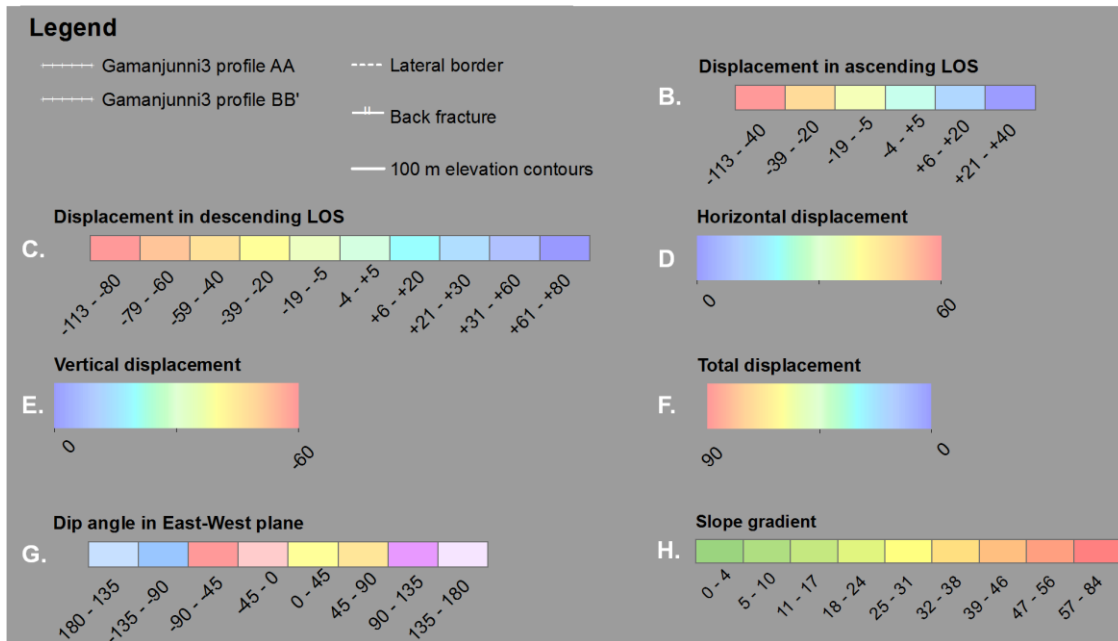 Legend
Gamanjunni3 profile AA
Gamanjunni3 profile BB'
Lateral border
Back fracture
100 m elevation contours
Displacement in ascending LOS
B.
-113 - -40
-39 - -20
-19 - -5
-4 - +5
+6 - +20
+21 - +40
Displacement in descending LOS
C.
-113 - -80
-79 - -60
-59 - -40
-39 - -20
-19 - -5
-4 - +5
+6 - +20
+21 - +30
+31 - +60
+61 - +80
Horizontal displacement
D
0
60
Vertical displacement
E.
0
-60
Total displacement
F.
90
0
Dip angle in East-West plane
G.
180 - 135
-135 - -90
-90 - -45
-45 - 0
0 - 45
45 - 90
90 - 135
135 - 180
Slope gradient
H.
0 - 4
5 - 10
11 - 17
18 - 24
25 - 31
32 - 38
39 - 46
47 - 56
57 - 84